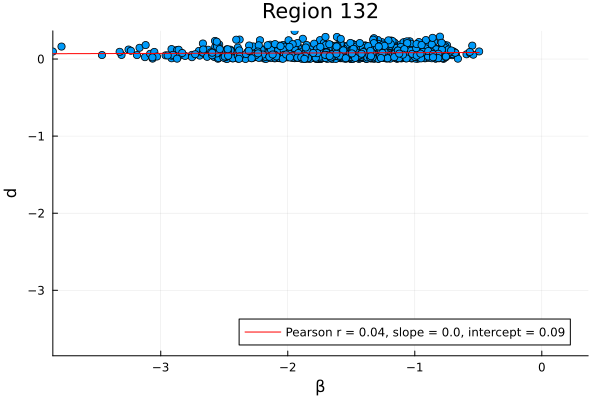 Region 132
d
0
−1
−2
−3
Pearson r = 0.04, slope = 0.0, intercept = 0.09
−3 −2 −1 0
β